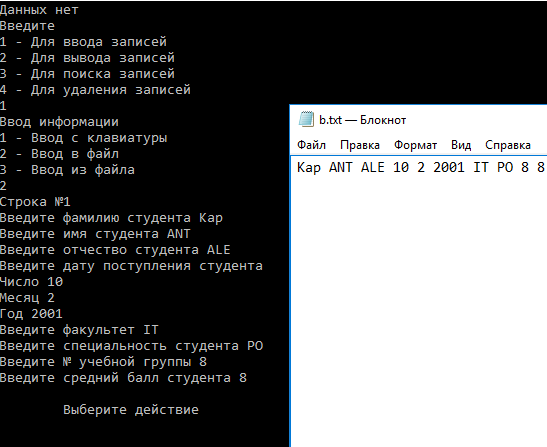 Данных нет
Введите
1 - Для ввода записей
2 - Для вывода записей
3 - Для поиска записей
4 - Для удаления записей
1
Ввод информации
1 - Ввод с клавиатуры
2 - Ввод в файл
3 - Ввод из файла
2
Строка №1
Введите фамилию студента Кар
Введите имя студента ANT
Введите отчество студента ALE
Введите дату поступления студента
Число 10
Месяц 2
Год 2001
Введите факультет IT
Введите специальность студента PO
Введите № учебной группы 8
Введите средний балл студента 8
Выберите действие
b.txt — Блокнот
Файл Правка Формат Вид Справка
Кар ANT ALE 10 2 2001 IT PO 8 8